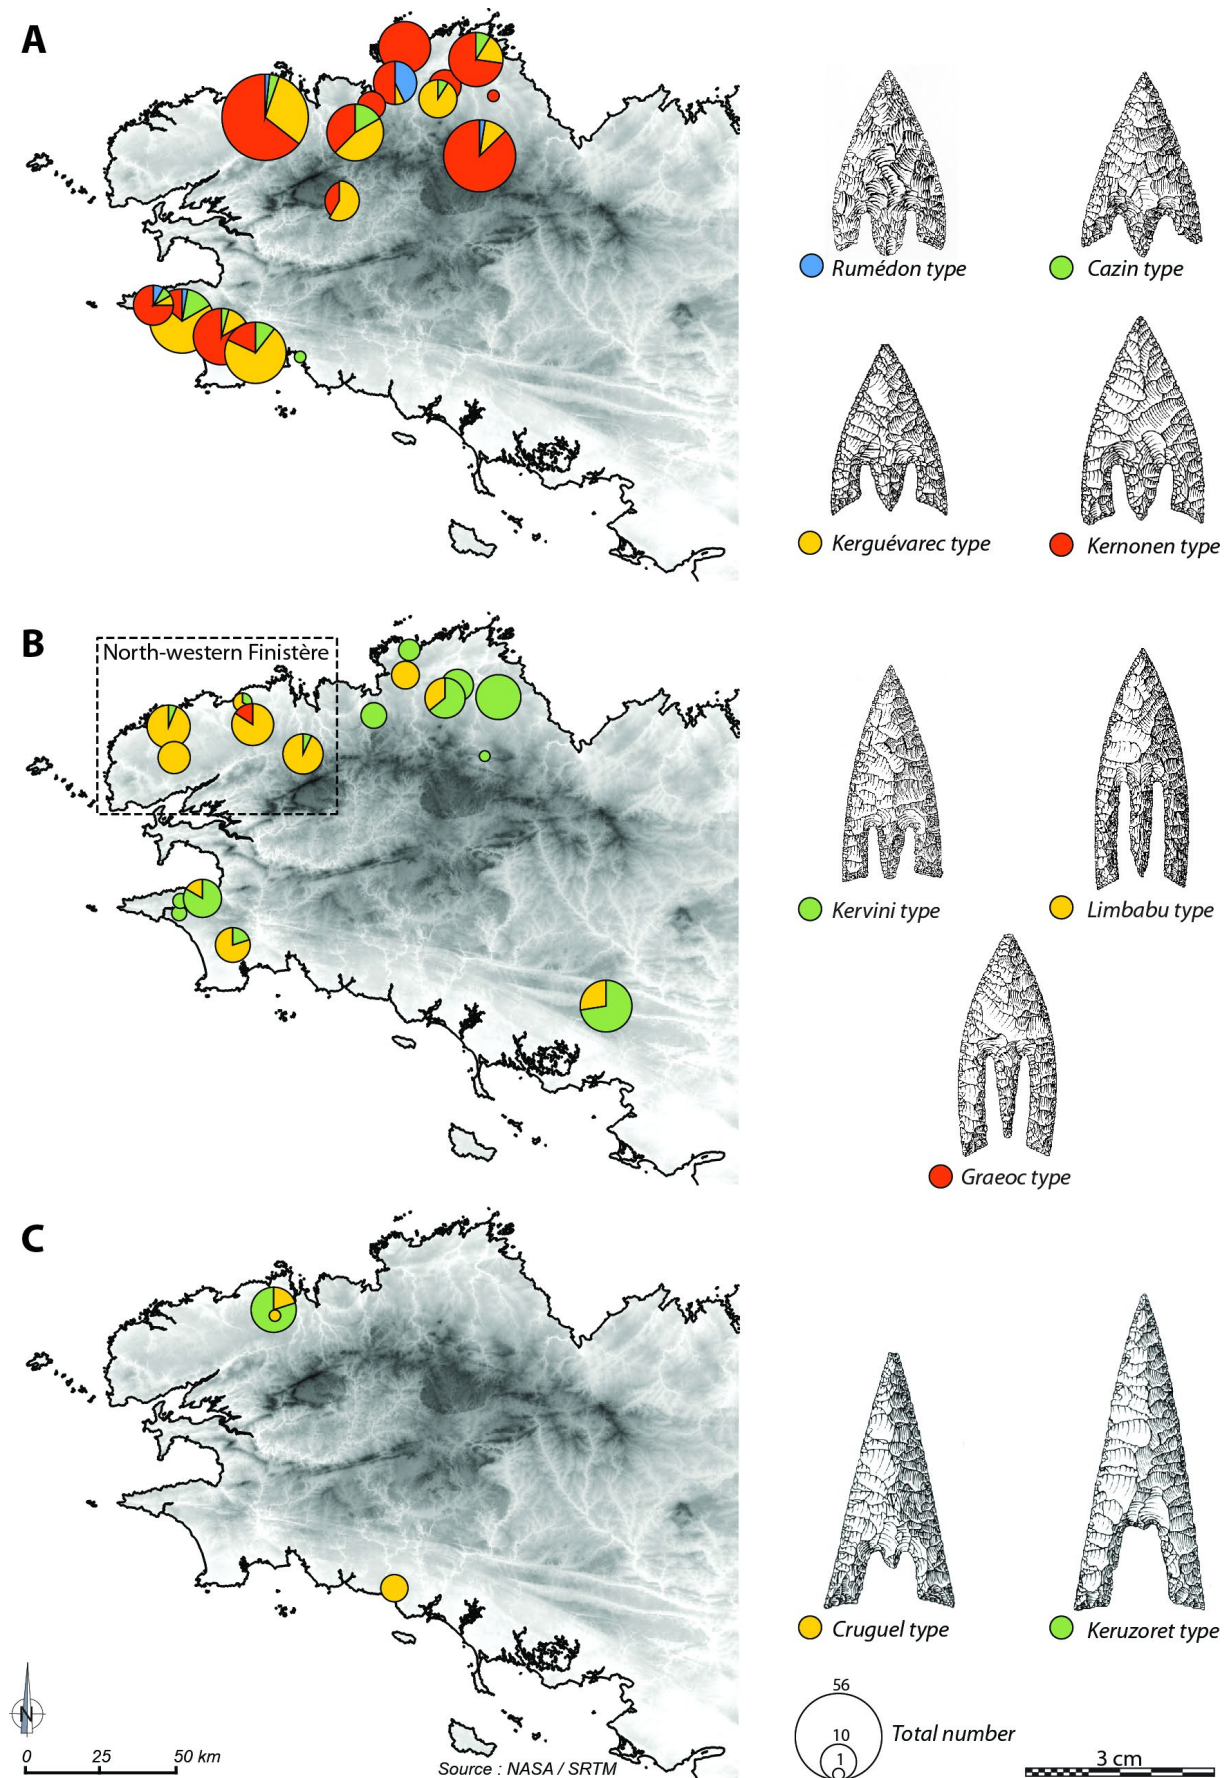 A
Rumédon type
Cazin type
Kerguévarec type
Kernonen type
B
North-western Finistère
Kervini type
Limbabu type
Graeoc type
C
Cruguel type
Keruzoret type
56
10
1
Total number
N
0 25 50 km
Source : NASA / SRTM
3 cm